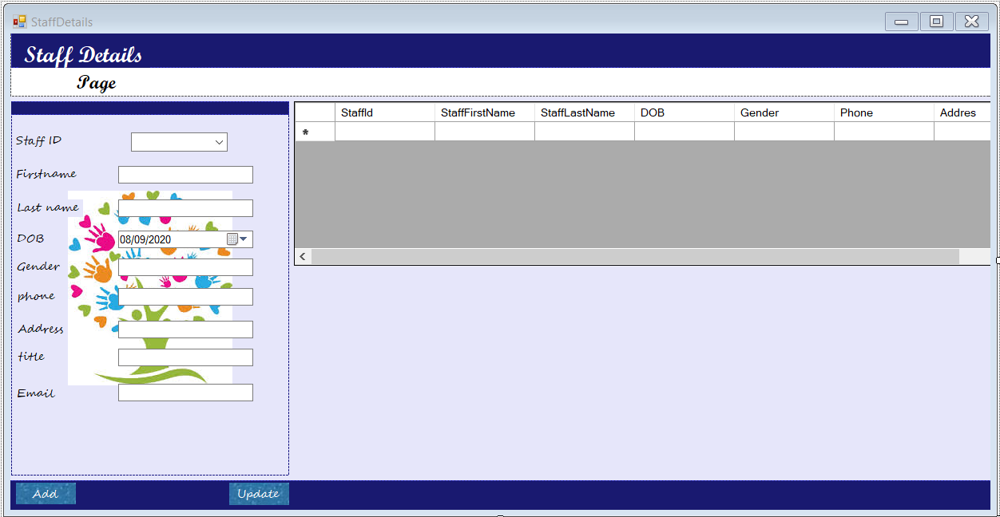 StaffDetails
Staff Details
Page
StaffId StaffFirstName StaffLastName DOB Gender Phone Addres
*
Staff ID
Firstname
Last name
DOB 08/09/2020
Gender
phone
Address
title
Email
Add Update